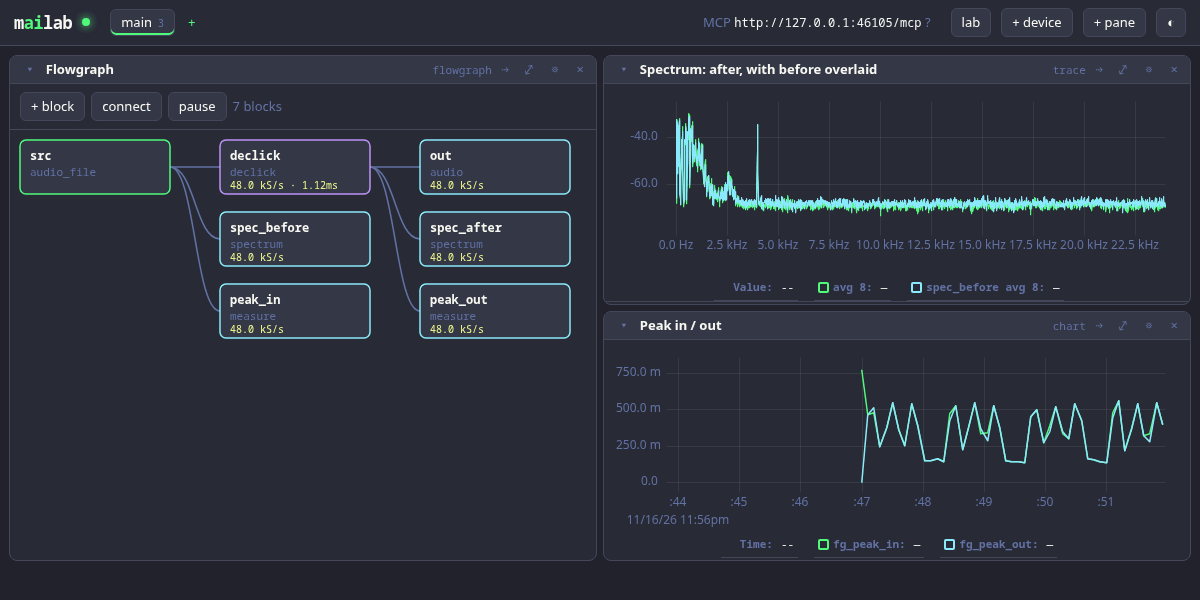 mailab main 3 + MCP http://127.0.0.1:46105/mcp ? lab + device + pane
Flowgraph flowgraph
+ block connect pause 7 blocks
src
audio_file
declick
declick
48.0 kS/s · 1.12ms
out
audio
48.0 kS/s
spec_before
spectrum
48.0 kS/s
spec_after
spectrum
48.0 kS/s
peak_in
measure
48.0 kS/s
peak_out
measure
48.0 kS/s
Spectrum: after, with before overlaid trace
-40.0
-60.0
0.0 Hz 2.5 kHz 5.0 kHz 7.5 kHz 10.0 kHz 12.5 kHz 15.0 kHz 17.5 kHz 20.0 kHz 22.5 kHz
Value: -- avg 8: — spec_before avg 8: —
Peak in / out chart
750.0 m
500.0 m
250.0 m
0.0
:44 :45 :46 :47 :48 :49 :50 :51
11/16/26 11:56pm
Time: -- fg_peak_in: — fg_peak_out: —